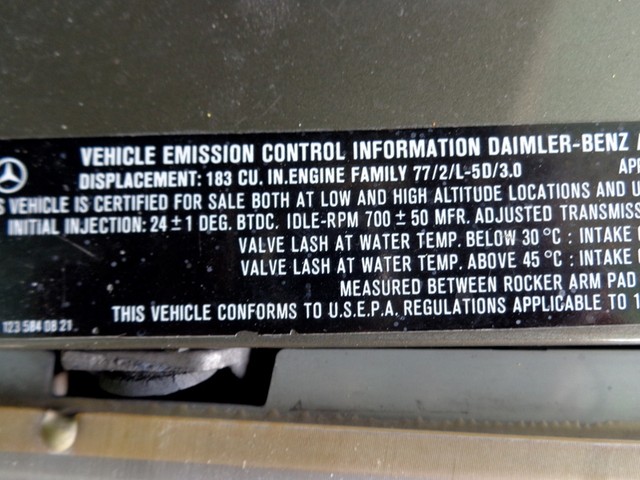 VEHICLE EMISSION CONTROL INFORMATION DAIMLER-BENZ
DISPLACEMENT: 183 CU. IN. ENGINE FAMILY 77/2/L-5D/3.0
VEHICLE IS CERTIFIED FOR SALE BOTH AT LOW AND HIGH ALTITUDE LOCATIONS AND
INITIAL INJECTION: 24 ± 1 DEG. BTDC. IDLE-RPM 700 ± 50 MFR. ADJUSTED
VALVE LASH AT WATER TEMP. BELOW 30 °C : INTAKE
VALVE LASH AT WATER TEMP. ABOVE 45 °C : INTAKE
MEASURED BETWEEN ROCKER ARM PAD
THIS VEHICLE CONFORMS TO U.S.E.P.A. REGULATIONS APPLICABLE TO
123 584 08 21